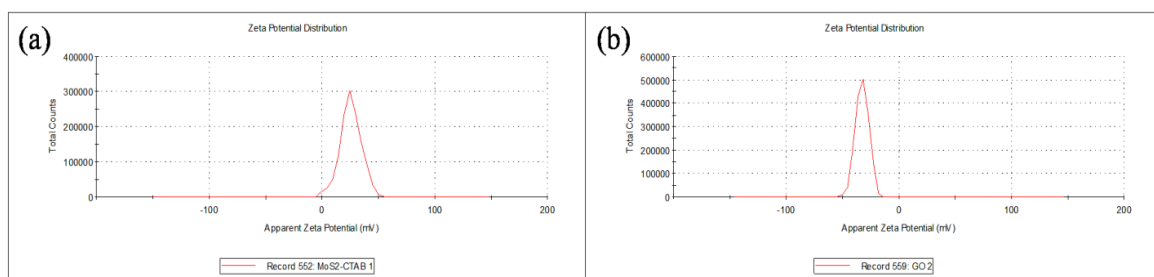 (a)
Zeta Potential Distribution
Total Counts
400000
300000
200000
100000
0
-100 0 100 200
Apparent Zeta Potential (mV)
Record 552: MoS2-CTAB 1
(b)
Zeta Potential Distribution
Total Counts
600000
500000
400000
300000
200000
100000
0
-100 0 100 200
Apparent Zeta Potential (mV)
Record 559: GO 2